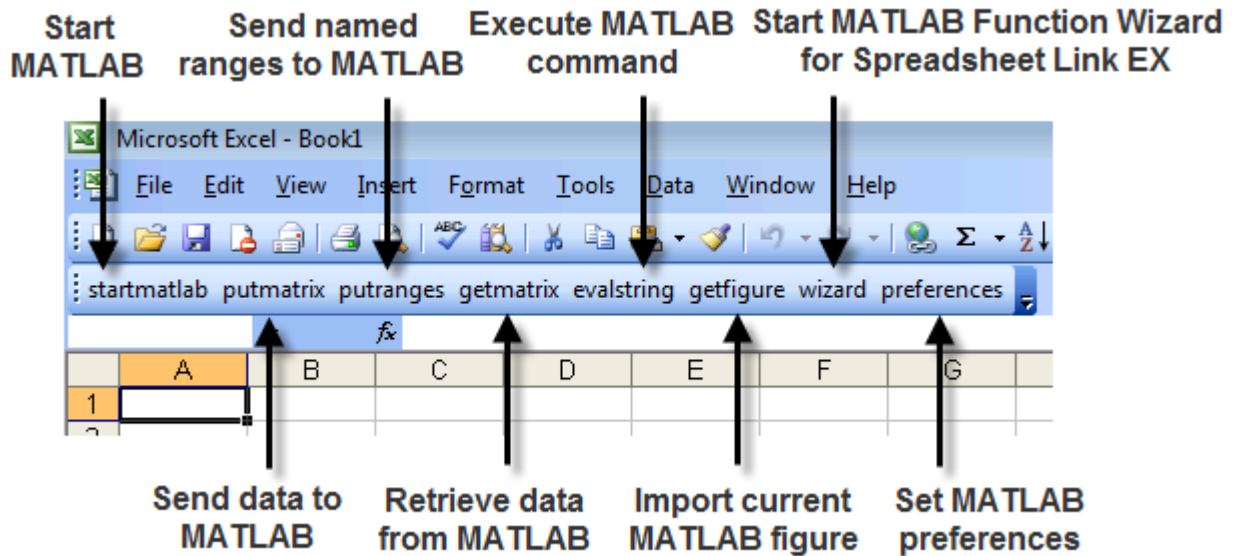 Start MATLAB
Send named ranges to MATLAB
Execute MATLAB command
Start MATLAB Function Wizard for Spreadsheet Link EX
Microsoft Excel - Book1
File Edit View Insert Format Tools Data Window Help
ABC Σ A Z
startmatlab putmatrix putranges getmatrix evalstring getfigure wizard preferences
fx
A B C D E F G
1
Send data to MATLAB
Retrieve data from MATLAB
Import current MATLAB figure
Set MATLAB preferences